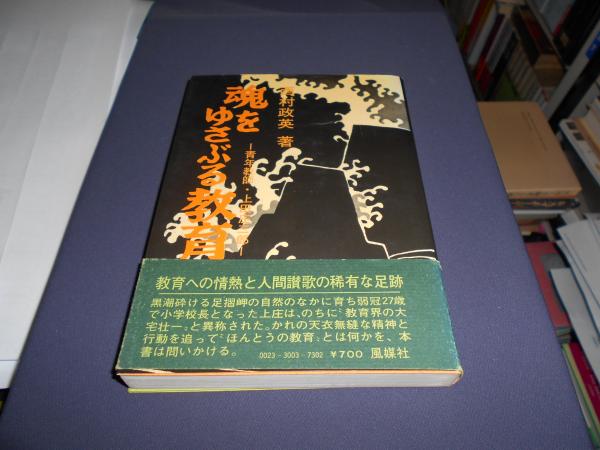 村政英 著
魂を
ゆさぶる教育
―青年教師・上
教育への情熱と人間讃歌の稀有な足跡
黒潮砕ける足摺岬の自然のなかに育ち弱冠27歳
で小学校長となった上庄は、のちに〝教育界の大
宅壮一〟と異称された。かれの天衣無縫な精神と
行動を追って〝ほんとうの教育〟とは何かを、本
書は問いかける。
0023-3003-7302 ¥700 風媒社